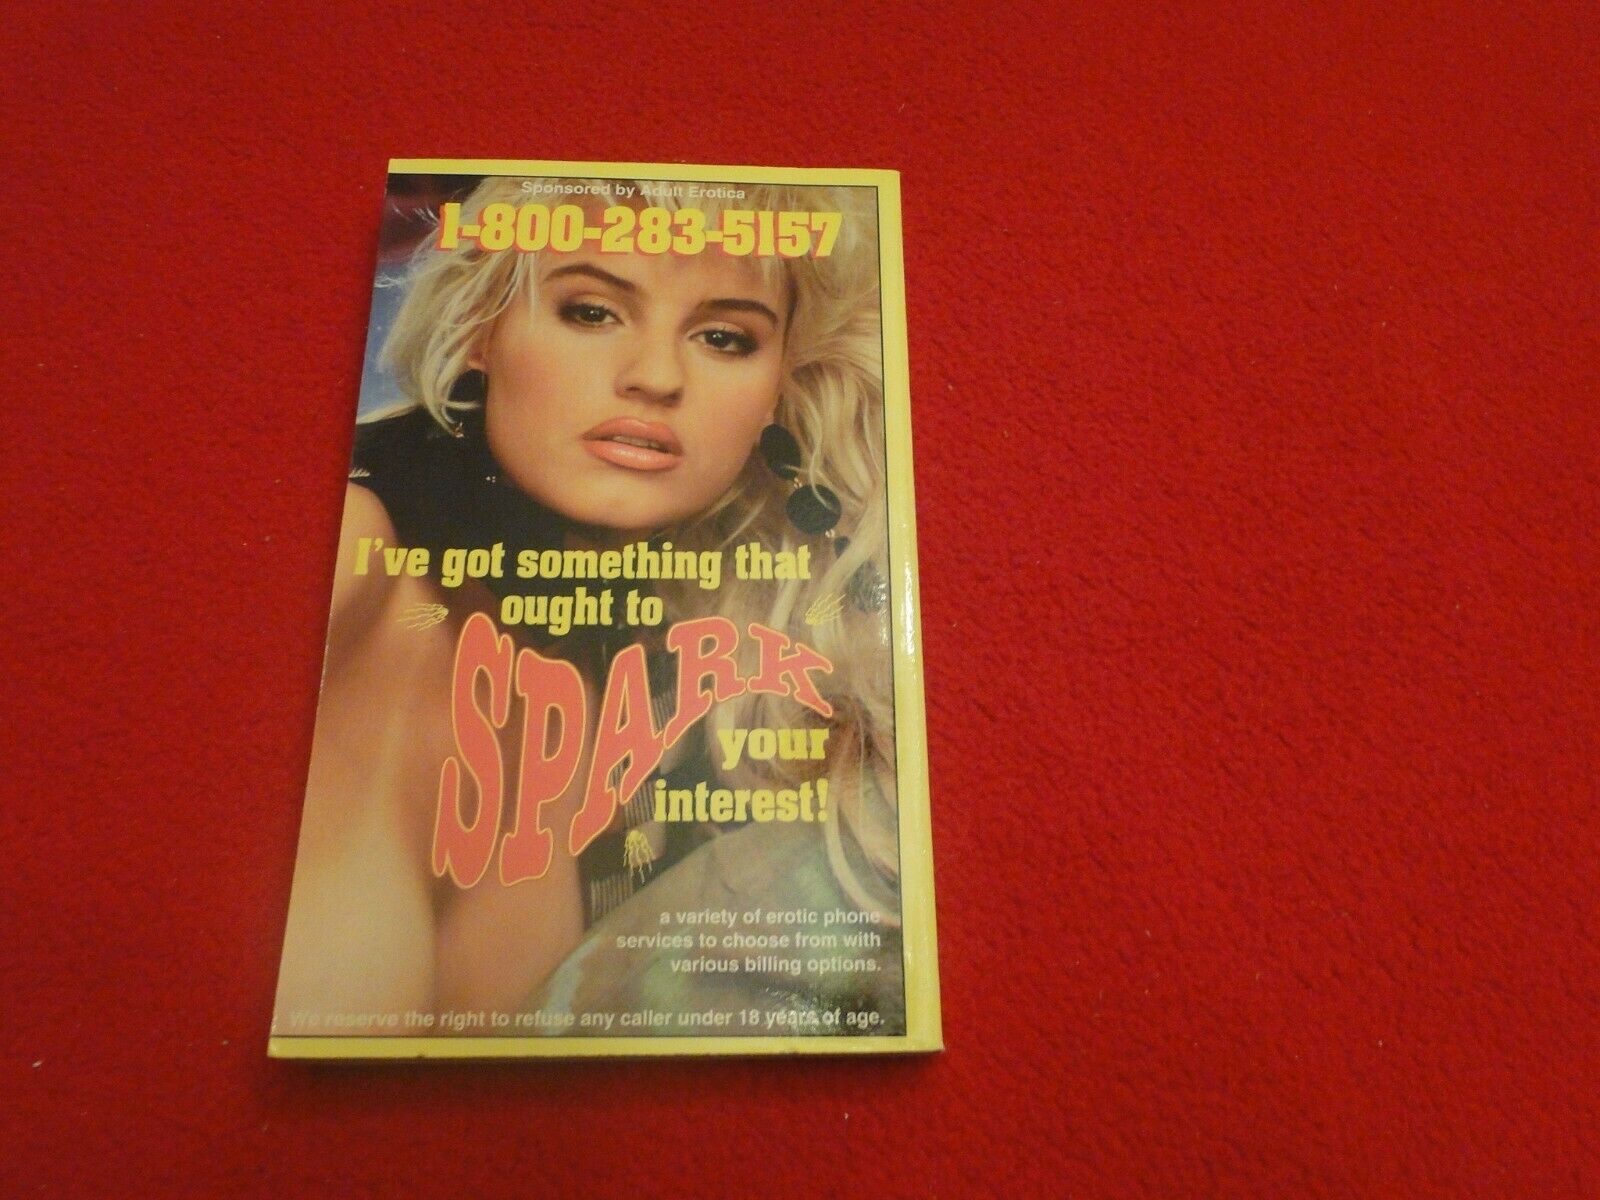 Sponsored by Adult Erotica
1-800-283-5157
I've got something that
ought to
SPARK
your
interest!
a variety of erotic phone
services to choose from with
various billing options.
We reserve the right to refuse any caller under 18 years of age.